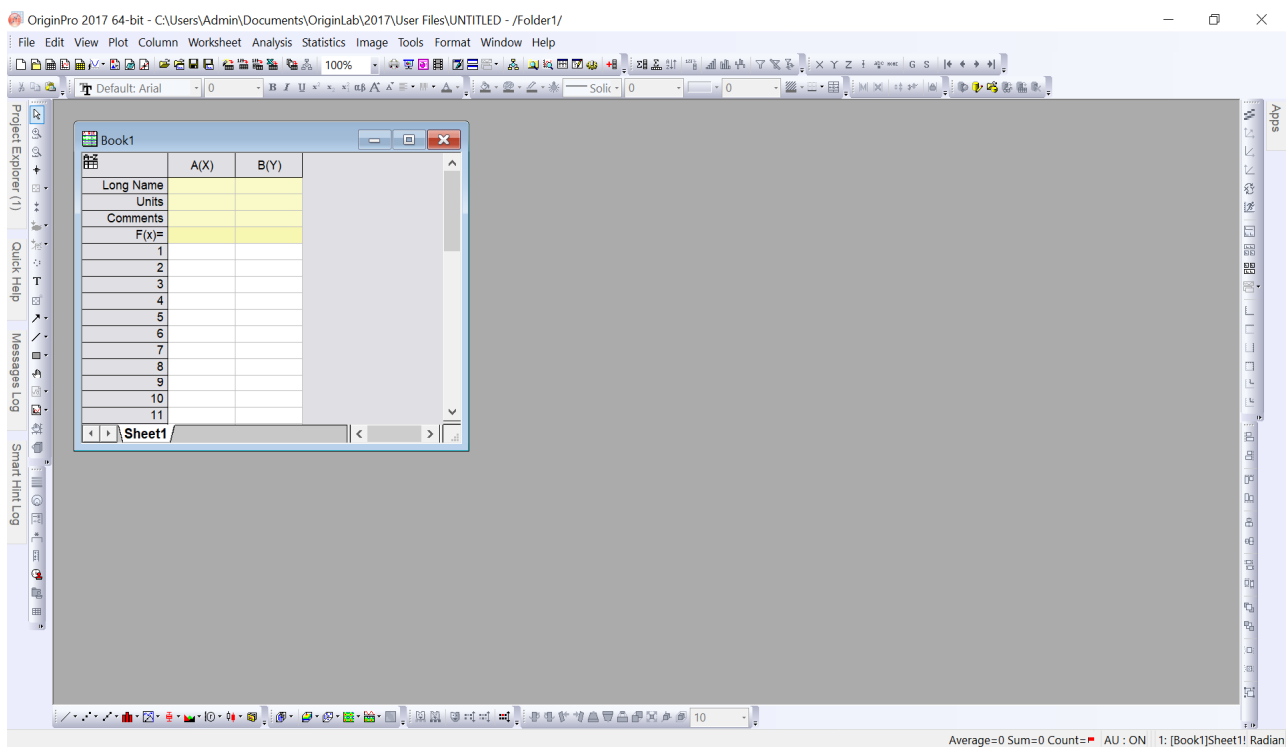 OriginPro 2017 64-bit - C:\Users\Admin\Documents\OriginLab\2017\User Files\UNTITLED - /Folder1/
File Edit View Plot Column Worksheet Analysis Statistics Image Tools Format Window Help
100%
X Y Z
G S
Default: Arial
0
B I U
αβ
Solic
0
0
Project Explorer (1)
Quick Help
Messages Log
Smart Hint Log
Apps
T
Book1
A(X) B(Y)
Long Name
Units
Comments
F(x)=
1
2
3
4
5
6
7
8
9
10
11
Sheet1
10
Average=0 Sum=0 Count= AU : ON 1: [Book1]Sheet1! Radian